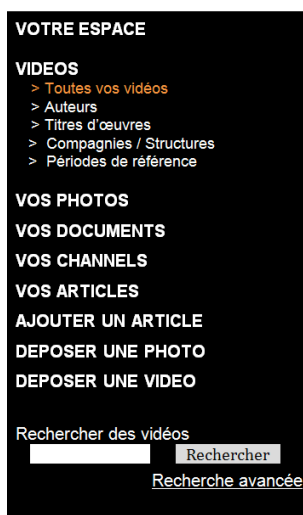 VOTRE ESPACE
VIDEOS
> Toutes vos vidéos
> Auteurs
> Titres d'œuvres
> Compagnies / Structures
> Périodes de référence
VOS PHOTOS
VOS DOCUMENTS
VOS CHANNELS
VOS ARTICLES
AJOUTER UN ARTICLE
DEPOSER UNE PHOTO
DEPOSER UNE VIDEO
Rechercher des vidéos
Rechercher
Recherche avancée